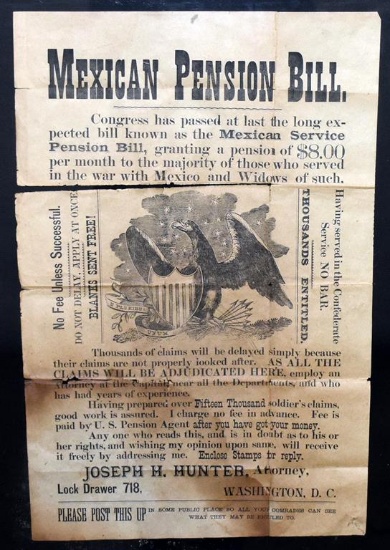 MEXICAN PENSION BILL.
Congress has passed at last the long ex-
pected bill known as the Mexican Service
Pension Bill, granting a pension of $8.00
per month to the majority of those who served
in the war with Mexico and Widows of such.
No Fee Unless Successful.
DO NOT DELAY, APPLY AT ONCE.
BLANKS SENT FREE!
THOUSANDS ENTITLED.
Having served in the Confederate
Service NO BAR.
Thousands of claims will be delayed simply because
their claims are not properly looked after. AS ALL THE
CLAIMS WILL BE ADJUDICATED HERE, employ an
Attorney at the Capital near all the Departments, and who
has had years of experience.
Having prepared over Fifteen Thousand soldier's claims,
good work is assured. I charge no fee in advance. Fee is
paid by U. S. Pension Agent after you have got your money.
Any one who reads this, and is in doubt as to his or
her rights, and wishing my opinion upon same, will receive
it freely by addressing me. Enclose Stamps for reply.
JOSEPH H. HUNTER, Attorney,
Lock Drawer 718. WASHINGTON, D. C.
PLEASE POST THIS UP IN SOME PUBLIC PLACE SO ALL YOUR COMRADES CAN SEE
WHAT THEY MAY BE ENTITLED TO.